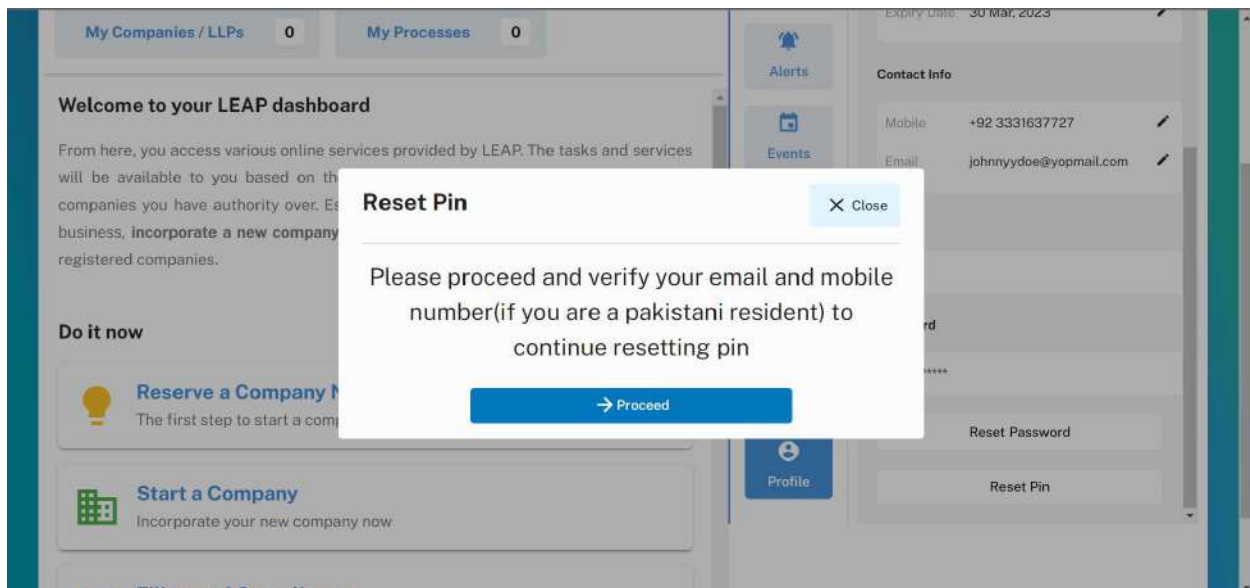 My Companies / LLPs 0 My Processes 0
Welcome to your LEAP dashboard
From here, you access various online services provided by LEAP. The tasks and services
will be available to you based on th
companies you have authority over. Es
business, incorporate a new company
registered companies.
Do it now
Reserve a Company N
The first step to start a com
Start a Company
Incorporate your new company now
Alerts
Events
Profile
Expiry Date 30 Mar, 2023
Contact Info
Mobile +92 3331637727
Email johnnyydoe@yopmail.com
rd
*****
Reset Password
Reset Pin
Reset Pin
Close
Please proceed and verify your email and mobile
number(if you are a pakistani resident) to
continue resetting pin
Proceed